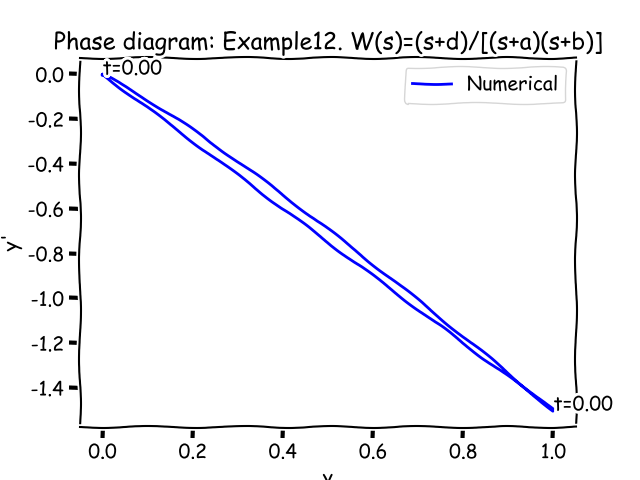 Phase diagram: Example12. W(s)=(s+d)/[(s+a)(s+b)]
t=0.00
Numerical
0.0
-0.2
-0.4
-0.6
-0.8
-1.0
-1.2
-1.4
y'
t=0.00
0.0 0.2 0.4 0.6 0.8 1.0